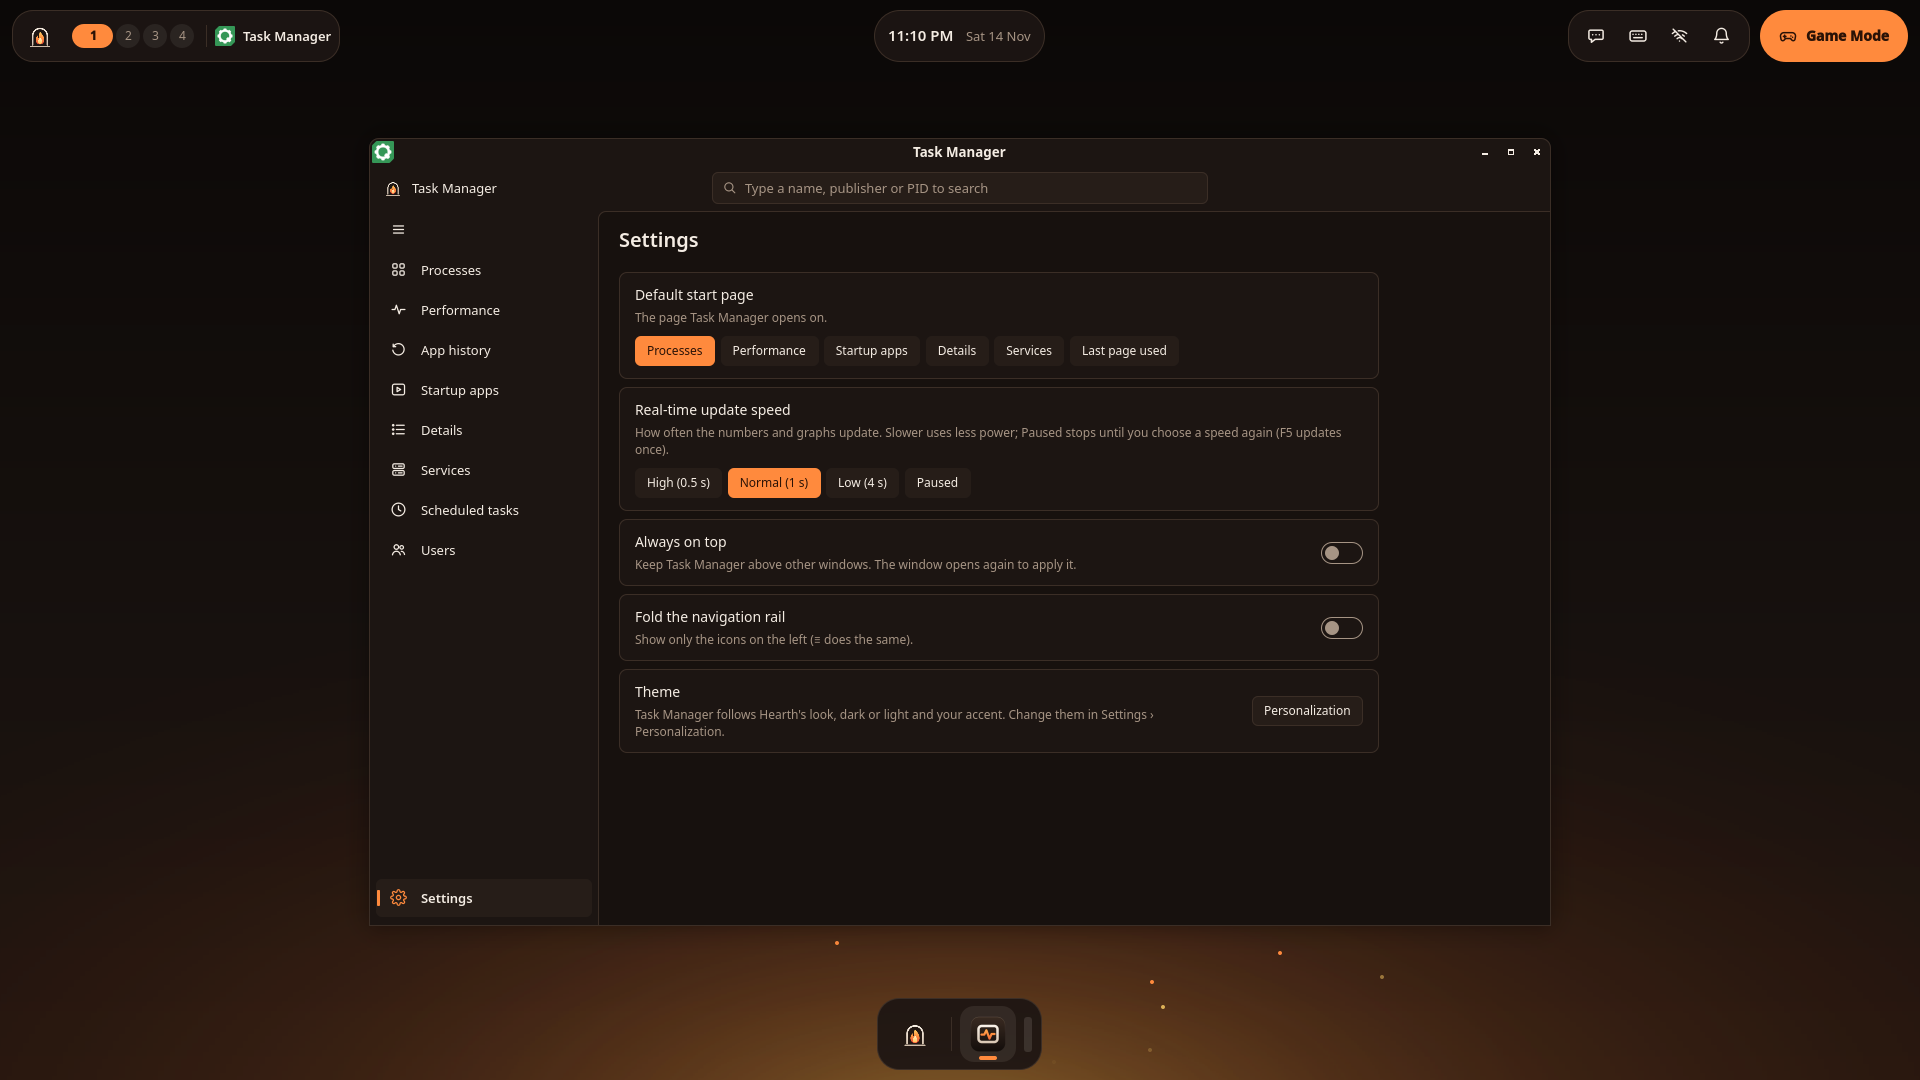 1 2 3 4 Task Manager
11:10 PM Sat 14 Nov
Game Mode
Task Manager
Task Manager
Type a name, publisher or PID to search
Processes
Performance
App history
Startup apps
Details
Services
Scheduled tasks
Users
Settings
Settings
Default start page
The page Task Manager opens on.
Processes Performance Startup apps Details Services Last page used
Real-time update speed
How often the numbers and graphs update. Slower uses less power; Paused stops until you choose a speed again (F5 updates
once).
High (0.5 s) Normal (1 s) Low (4 s) Paused
Always on top
Keep Task Manager above other windows. The window opens again to apply it.
Fold the navigation rail
Show only the icons on the left (≡ does the same).
Theme
Task Manager follows Hearth's look, dark or light and your accent. Change them in Settings ›
Personalization.
Personalization